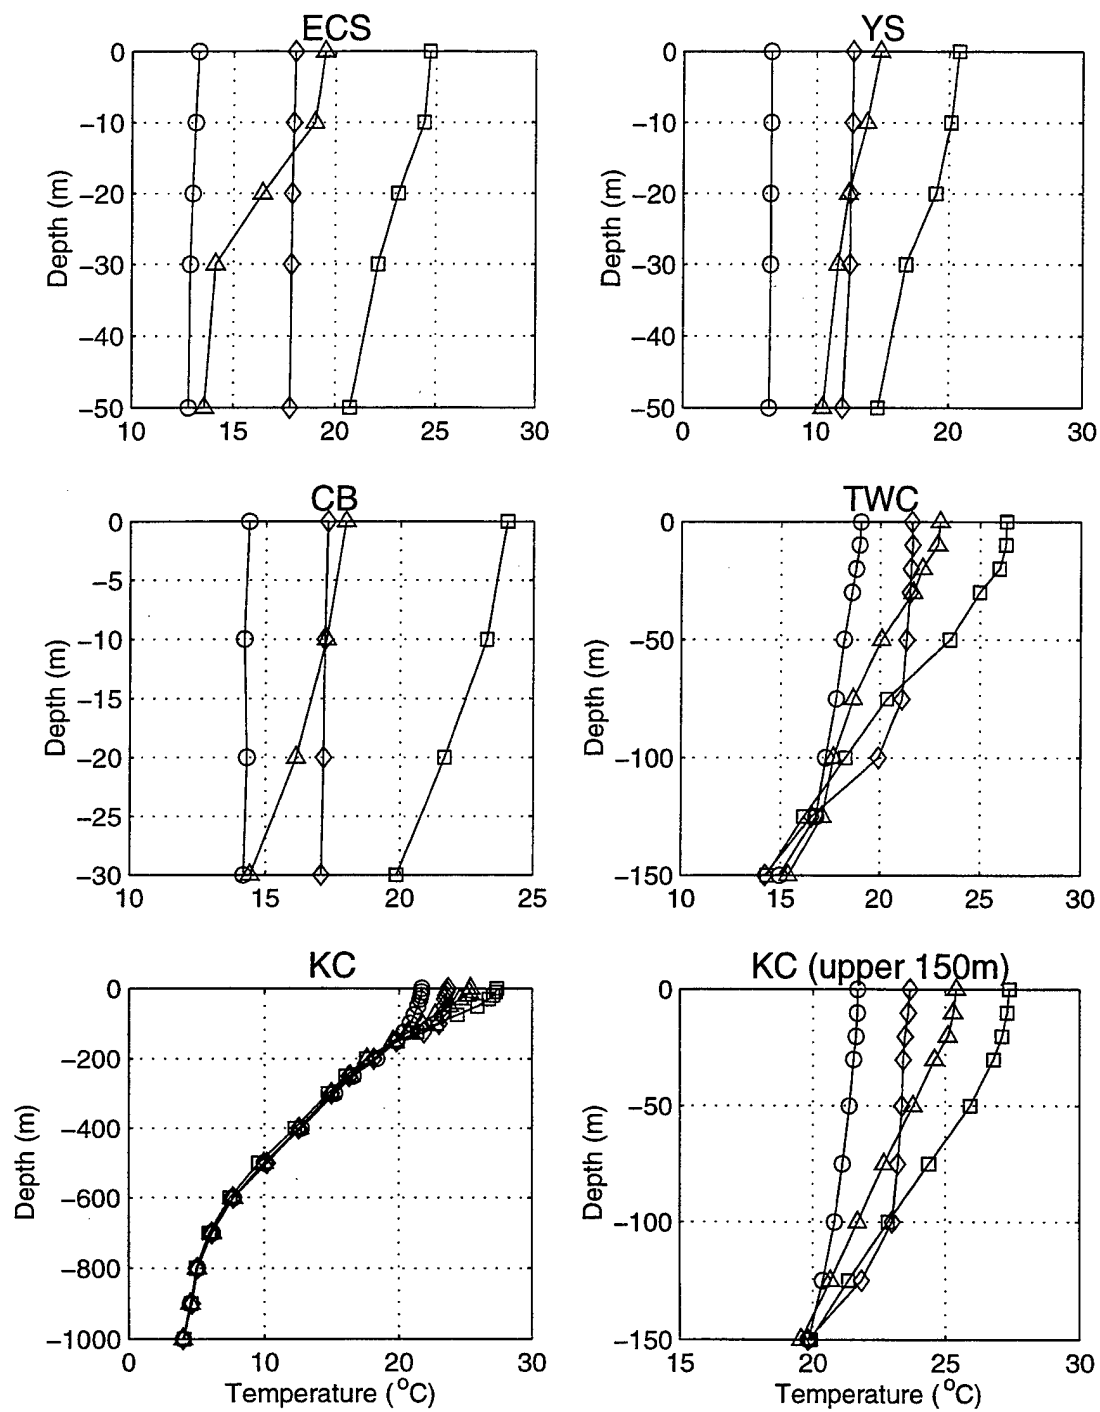 ECS
0
−10
−20
−30
−40
−50
10 15 20 25 30
Depth (m)
YS
0
−10
−20
−30
−40
−50
0 10 20 30
Depth (m)
CB
0
−5
−10
−15
−20
−25
−30
10 15 20 25
Depth (m)
TWC
0
−50
−100
−150
10 15 20 25 30
Depth (m)
KC
0
−200
−400
−600
−800
−1000
0 10 20 30
Depth (m)
Temperature (°C)
KC (upper 150m)
0
−50
−100
−150
15 20 25 30
Depth (m)
Temperature (°C)